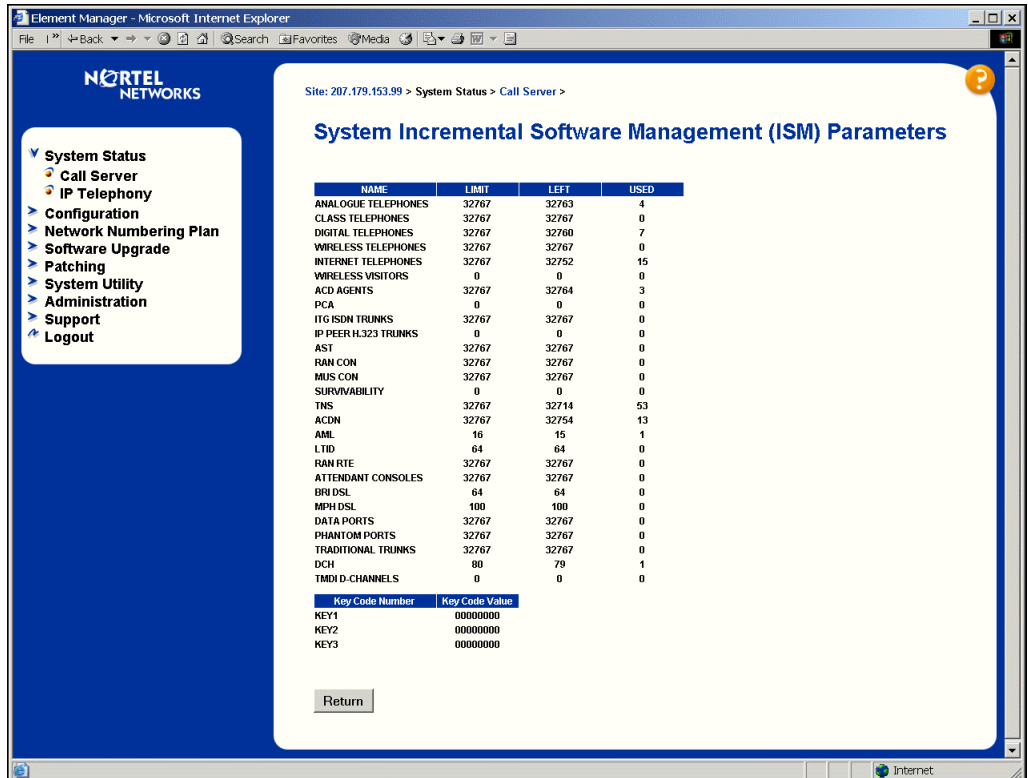 Element Manager - Microsoft Internet Explorer
File Back Search Favorites Media
NORTEL
NETWORKS
System Status
Call Server
IP Telephony
Configuration
Network Numbering Plan
Software Upgrade
Patching
System Utility
Administration
Support
Logout
?
Site: 207.179.153.99 > System Status > Call Server >
System Incremental Software Management (ISM) Parameters
NAME LIMIT LEFT USED
ANALOGUE TELEPHONES 32767 32763 4
CLASS TELEPHONES 32767 32767 0
DIGITAL TELEPHONES 32767 32760 7
WIRELESS TELEPHONES 32767 32767 0
INTERNET TELEPHONES 32767 32752 15
WIRELESS VISITORS 0 0 0
ACD AGENTS 32767 32764 3
PCA 0 0 0
ITG ISDN TRUNKS 32767 32767 0
IP PEER H.323 TRUNKS 0 0 0
AST 32767 32767 0
RAN CON 32767 32767 0
MUS CON 32767 32767 0
SURVIVABILITY 0 0 0
TNS 32767 32714 53
ACDN 32767 32754 13
AML 16 15 1
LTID 64 64 0
RAN RTE 32767 32767 0
ATTENDANT CONSOLES 32767 32767 0
BRI DSL 64 64 0
MPH DSL 100 100 0
DATA PORTS 32767 32767 0
PHANTOM PORTS 32767 32767 0
TRADITIONAL TRUNKS 32767 32767 0
DCH 80 79 1
TMDI D-CHANNELS 0 0 0
Key Code Number Key Code Value
KEY1 00000000
KEY2 00000000
KEY3 00000000
Return
Internet